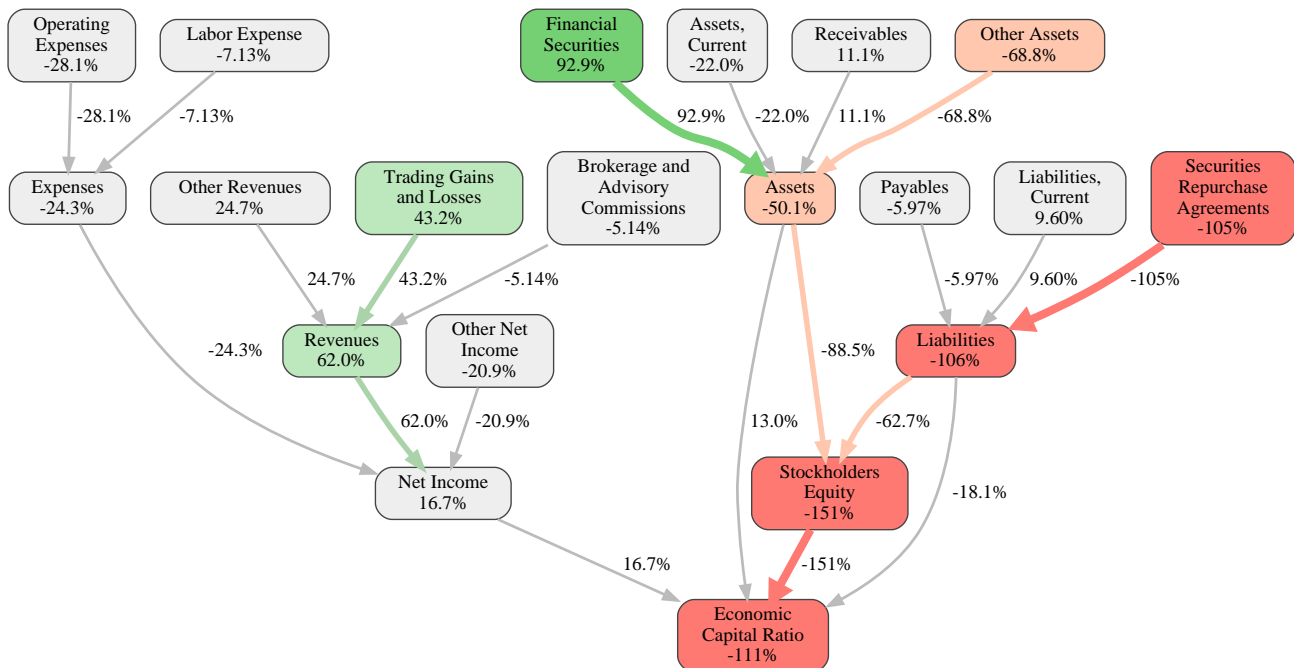 Operating
Expenses
-28.1%
Labor Expense
-7.13%
Financial
Securities
92.9%
Assets,
Current
-22.0%
Receivables
11.1%
Other Assets
-68.8%
-28.1%
-7.13%
92.9%
-22.0%
11.1%
-68.8%
Expenses
-24.3%
Other Revenues
24.7%
Trading Gains
and Losses
43.2%
Brokerage and
Advisory
Commissions
-5.14%
Assets
-50.1%
Payables
-5.97%
Liabilities,
Current
9.60%
Securities
Repurchase
Agreements
-105%
24.7%
43.2%
-5.14%
-5.97%
9.60%
-105%
Revenues
62.0%
Other Net
Income
-20.9%
Liabilities
-106%
-24.3%
-88.5%
62.0%
-20.9%
13.0%
-62.7%
Net Income
16.7%
Stockholders
Equity
-151%
-18.1%
16.7%
-151%
Economic
Capital Ratio
-111%